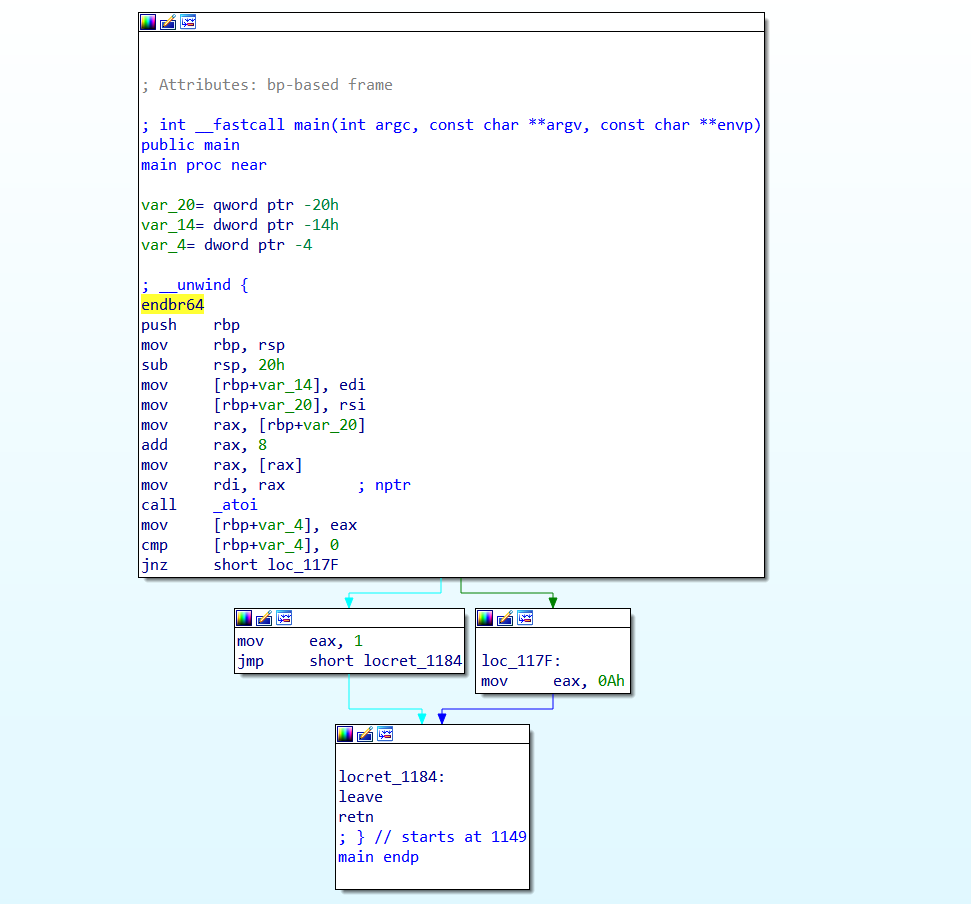 ; Attributes: bp-based frame
; int __fastcall main(int argc, const char **argv, const char **envp)
public main
main proc near
var_20= qword ptr -20h
var_14= dword ptr -14h
var_4= dword ptr -4
; __unwind {
endbr64
push    rbp
mov     rbp, rsp
sub     rsp, 20h
mov     [rbp+var_14], edi
mov     [rbp+var_20], rsi
mov     rax, [rbp+var_20]
add     rax, 8
mov     rax, [rax]
mov     rdi, rax        ; nptr
call    _atoi
mov     [rbp+var_4], eax
cmp     [rbp+var_4], 0
jnz     short loc_117F
mov     eax, 1
jmp     short locret_1184
loc_117F:
mov     eax, 0Ah
locret_1184:
leave
retn
; } // starts at 1149
main endp